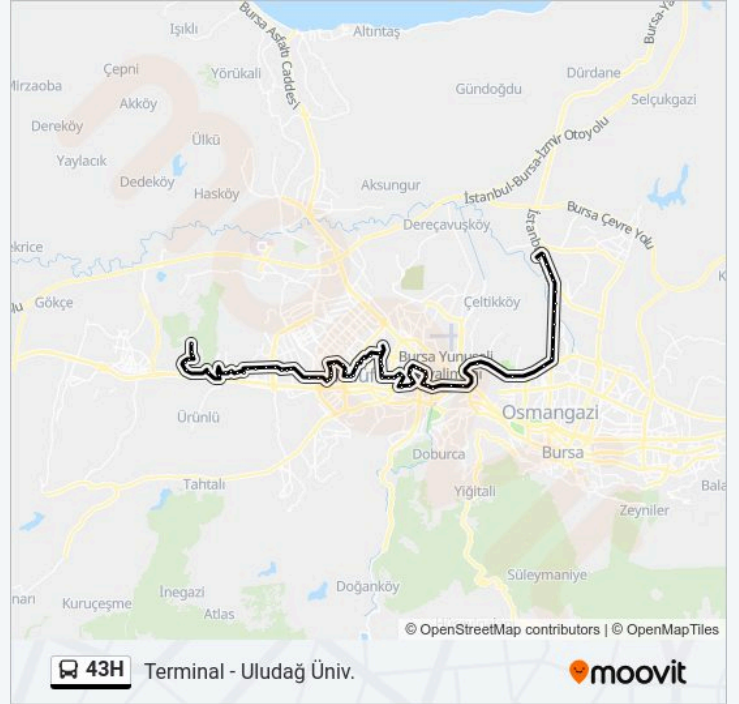 Işıklı
Altıntaş
Bursa Asfaltı Caddesi
Çepni
Yörükali
Dürdane
Mirzaoba
Gündoğdu
Selçukgazi
Akköy
Dereköy
Ülkü
İstanbul-Bursa-İzmir Otoyolu
Yaylacık
Dedeköy
Hasköy
Aksungur
Bursa Çevre Yolu
Dereçavuşköy
Gökçe
Çeltikköy
Bursa Yunuseli
Osmangazi
Ürünlü
Doburca
Bursa
Tahtalı
Yiğitali
Zeyniler
Süleymaniye
İnegazi
Doğanköy
Kuruçeşme
Atlas
© OpenStreetMap contributors | © OpenMapTiles
43H Terminal - Uludağ Üniv.
moovit